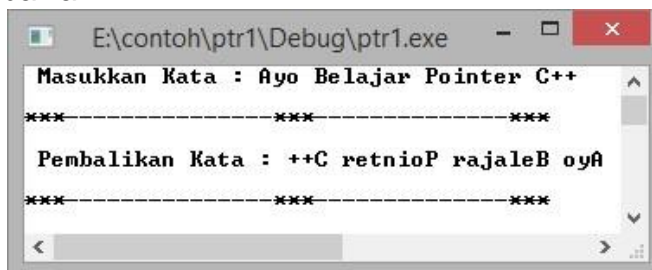 E:\contoh\ptr1\Debug\ptr1.exe
Masukkan Kata : Ayo Belajar Pointer C++
***---------------***----------------***
Pembalikan Kata : ++C retnioP rajaleB oyA
***---------------***----------------***